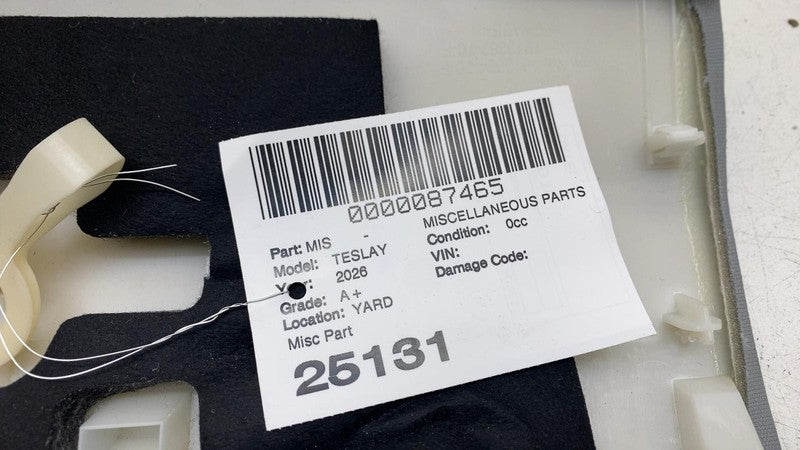 0000087465
Part: MIS - MISCELLANEOUS PARTS
Model: TESLAY Condition: 0cc
Year: 2026 VIN:
Grade: A+ Damage Code:
Location: YARD
Misc Part
25131